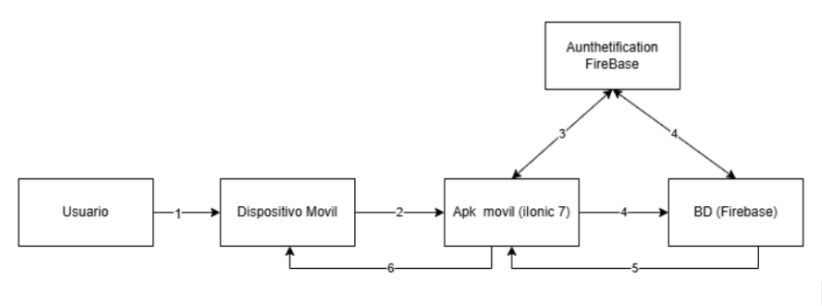 Aunthetification
FireBase
3
4
Usuario
1
Dispositivo Movil
2
Apk movil (ilonic 7)
4
BD (Firebase)
6
5